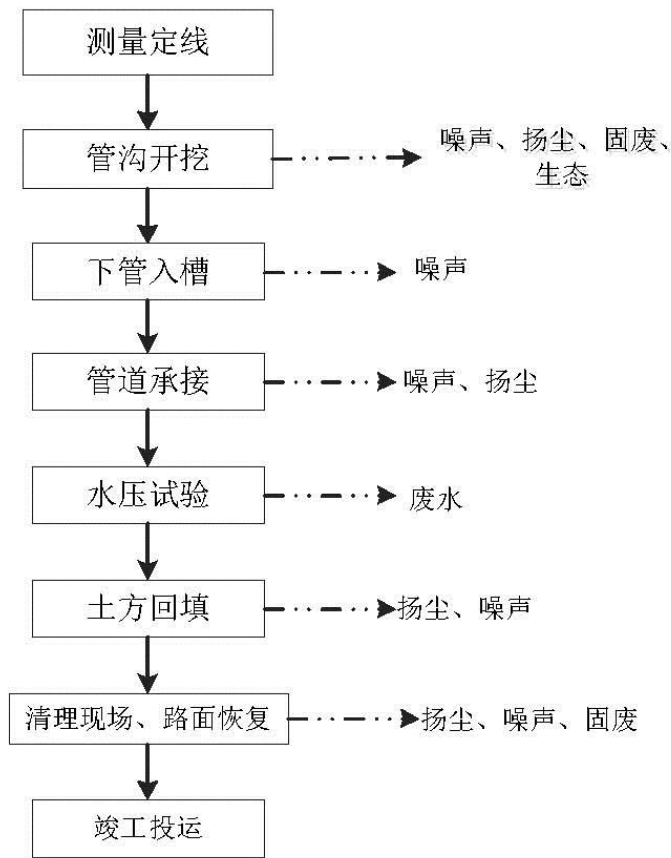 测量定线
管沟开挖
噪声、扬尘、固废、
生态
下管入槽
噪声
管道承接
噪声、扬尘
水压试验
废水
土方回填
扬尘、噪声
清理现场、路面恢复
扬尘、噪声、固废
竣工投运